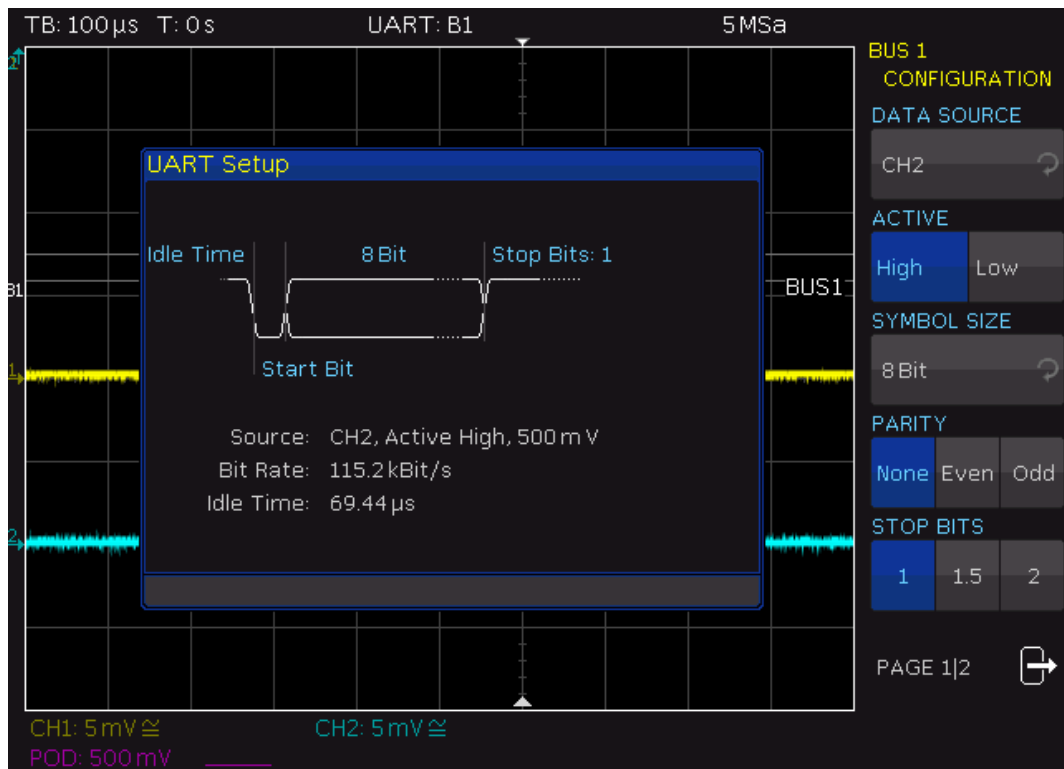 TB: 100 µs T: 0 s UART: B1 5 MSa
BUS 1
CONFIGURATION
DATA SOURCE
CH2
ACTIVE
High Low
SYMBOL SIZE
8 Bit
PARITY
None Even Odd
STOP BITS
1 1.5 2
PAGE 1|2
UART Setup
Idle Time 8 Bit Stop Bits: 1
Start Bit
Source: CH2, Active High, 500 m V
Bit Rate: 115.2 kBit/s
Idle Time: 69.44 µs
2
B1 BUS1
1
2
CH1: 5 mV ≅ CH2: 5 mV ≅
POD: 500 mV